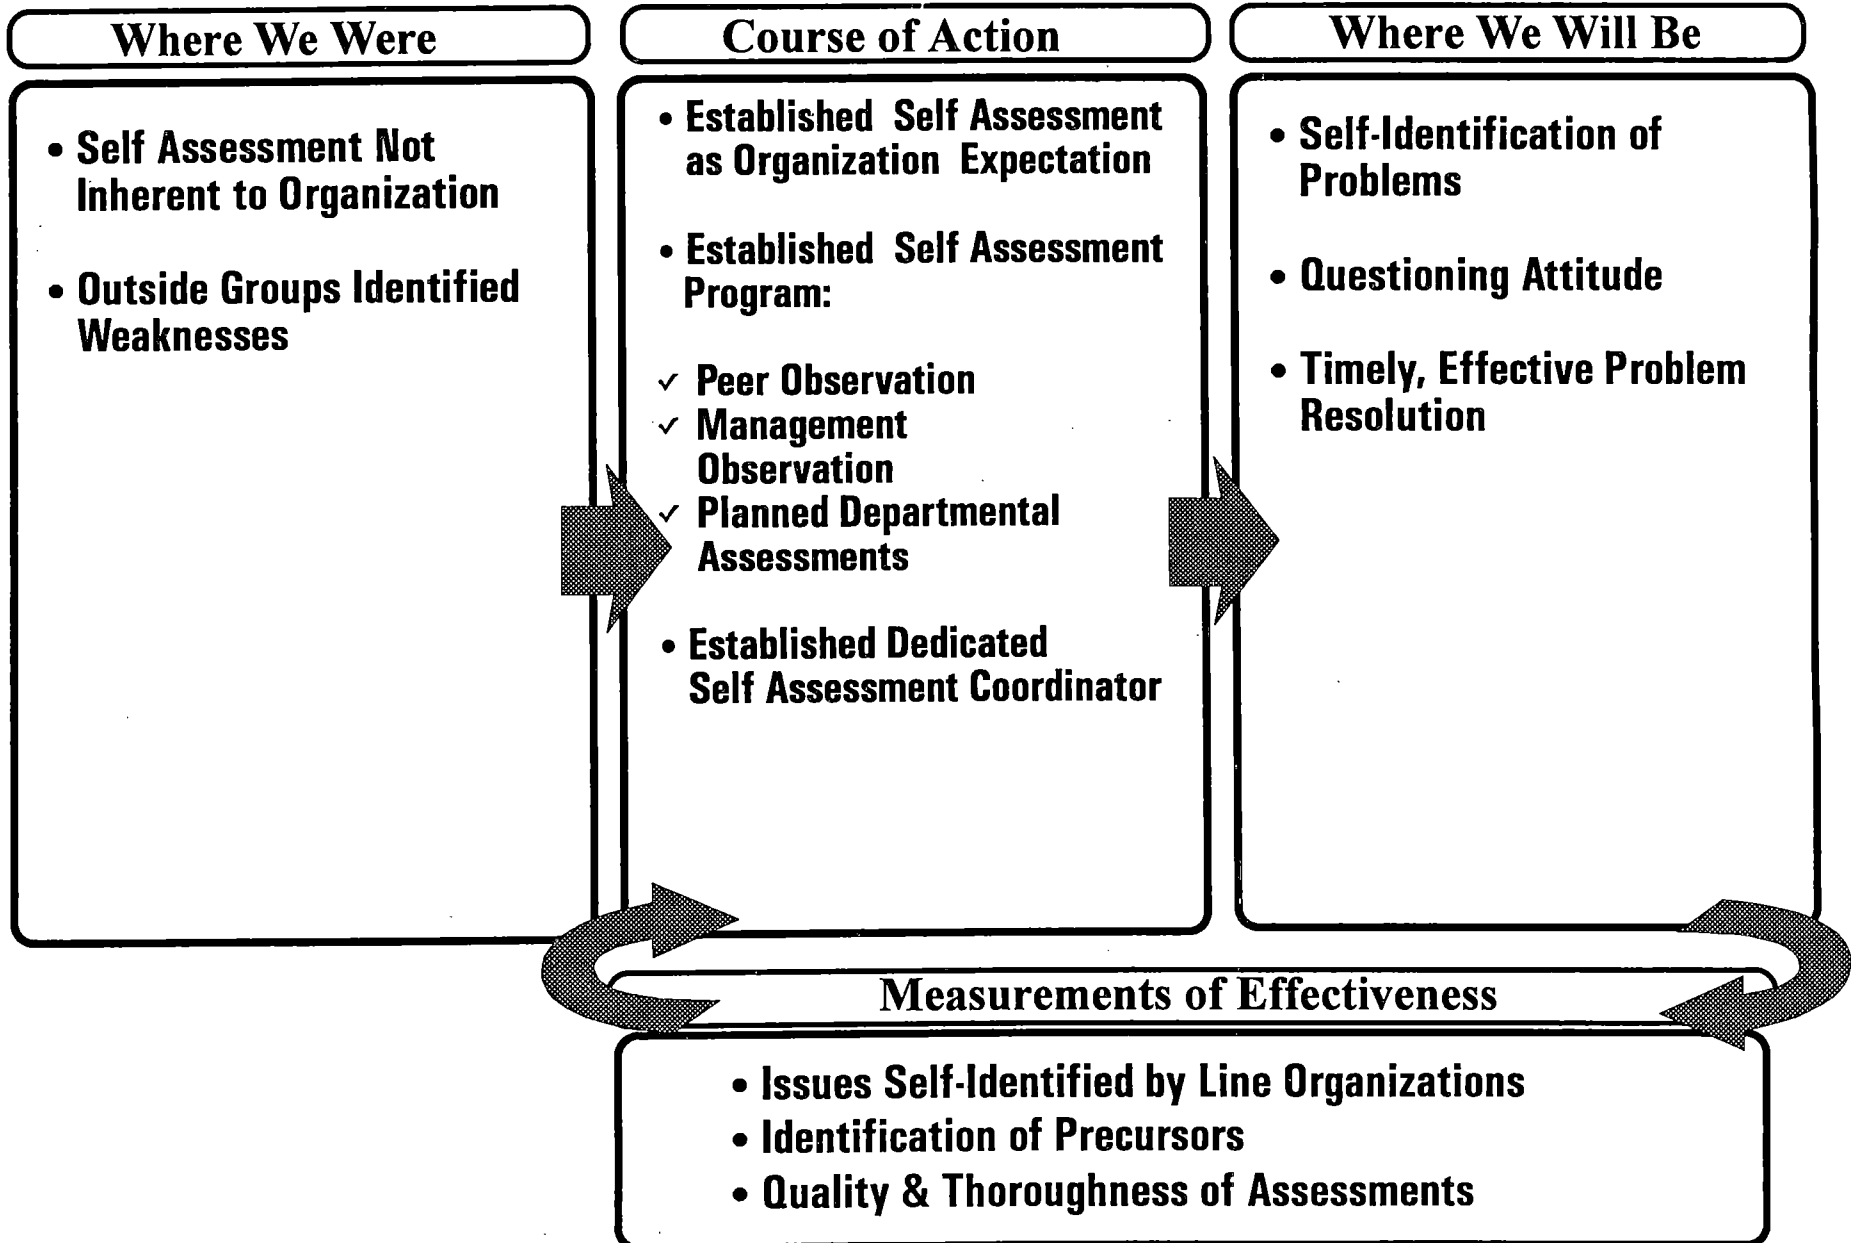 Where We Were
• Self Assessment Not
Inherent to Organization
• Outside Groups Identified
Weaknesses
Course of Action
• Established Self Assessment
as Organization Expectation
• Established Self Assessment
Program:
✓ Peer Observation
✓ Management
Observation
✓ Planned Departmental
Assessments
• Established Dedicated
Self Assessment Coordinator
Where We Will Be
• Self-Identification of
Problems
• Questioning Attitude
• Timely, Effective Problem
Resolution
Measurements of Effectiveness
• Issues Self-Identified by Line Organizations
• Identification of Precursors
• Quality & Thoroughness of Assessments